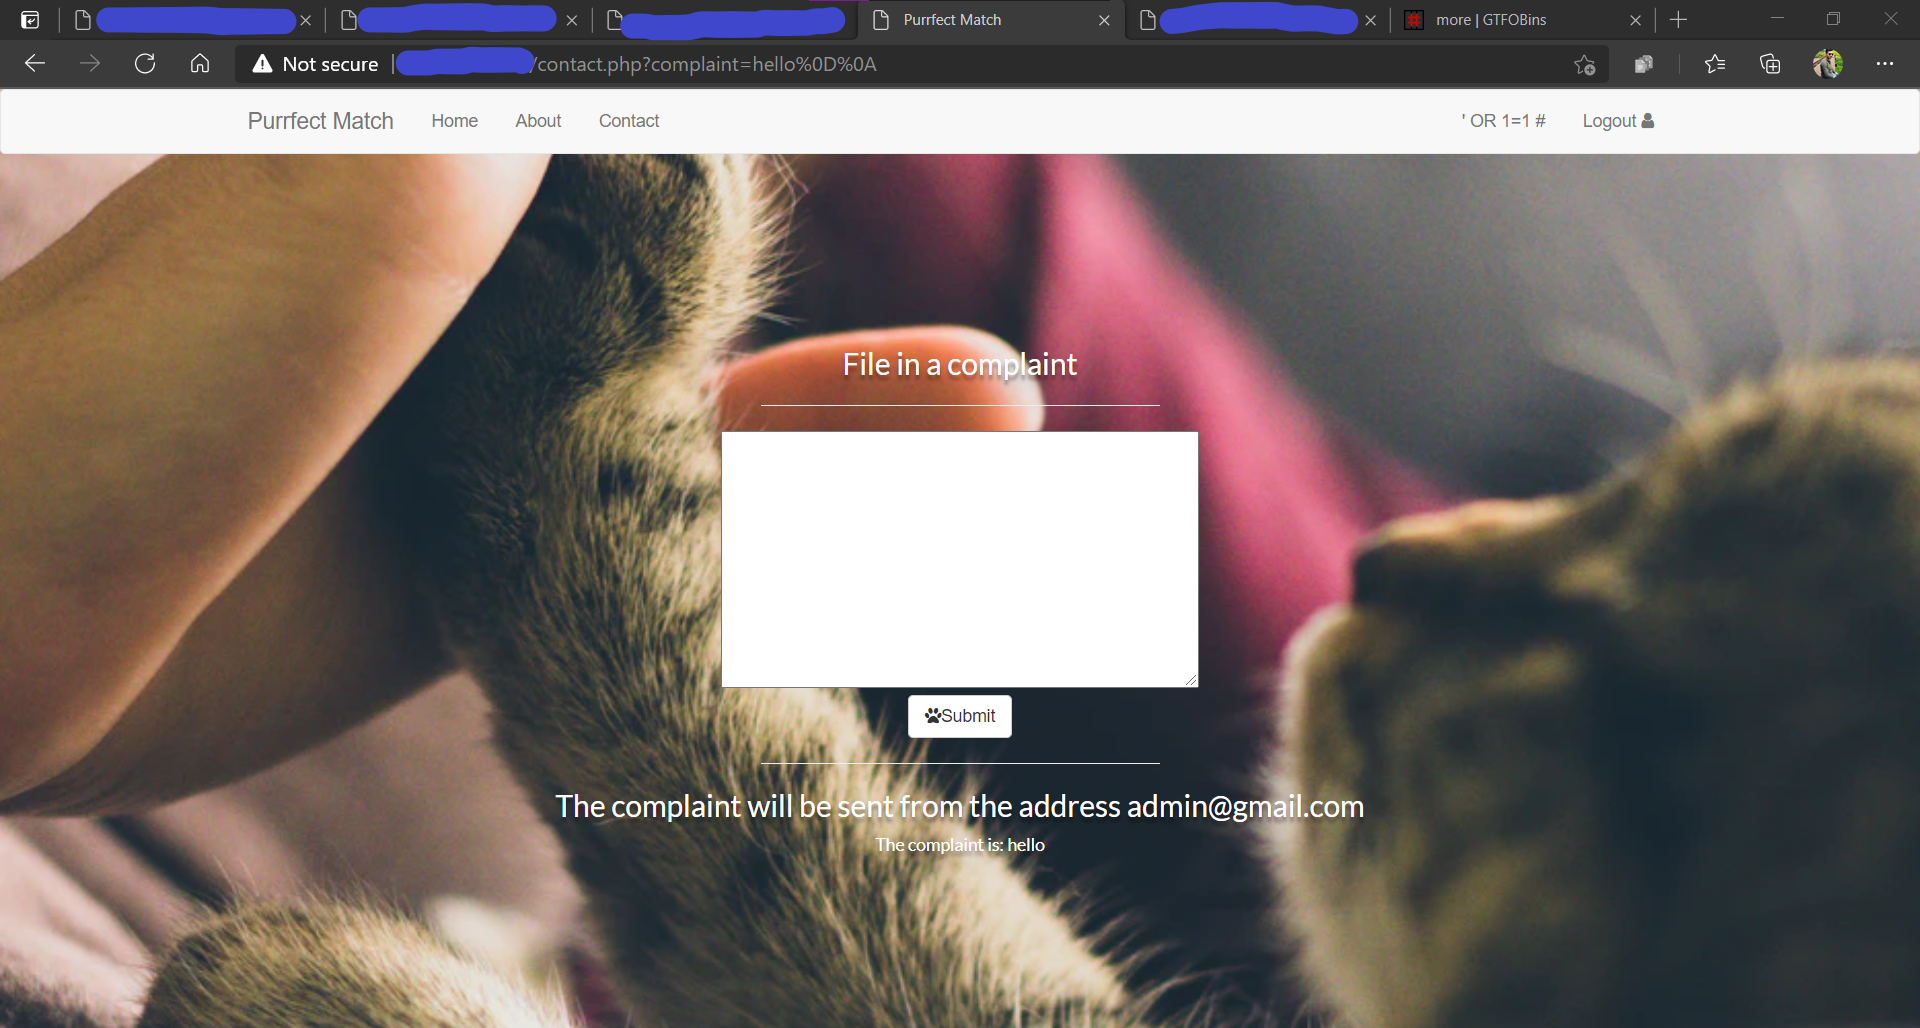 Purrfect Match
more | GTFOBins
Not secure
/contact.php?complaint=hello%0D%0A
Purrfect Match Home About Contact ' OR 1=1 # Logout
File in a complaint
Submit
The complaint will be sent from the address admin@gmail.com
The complaint is: hello